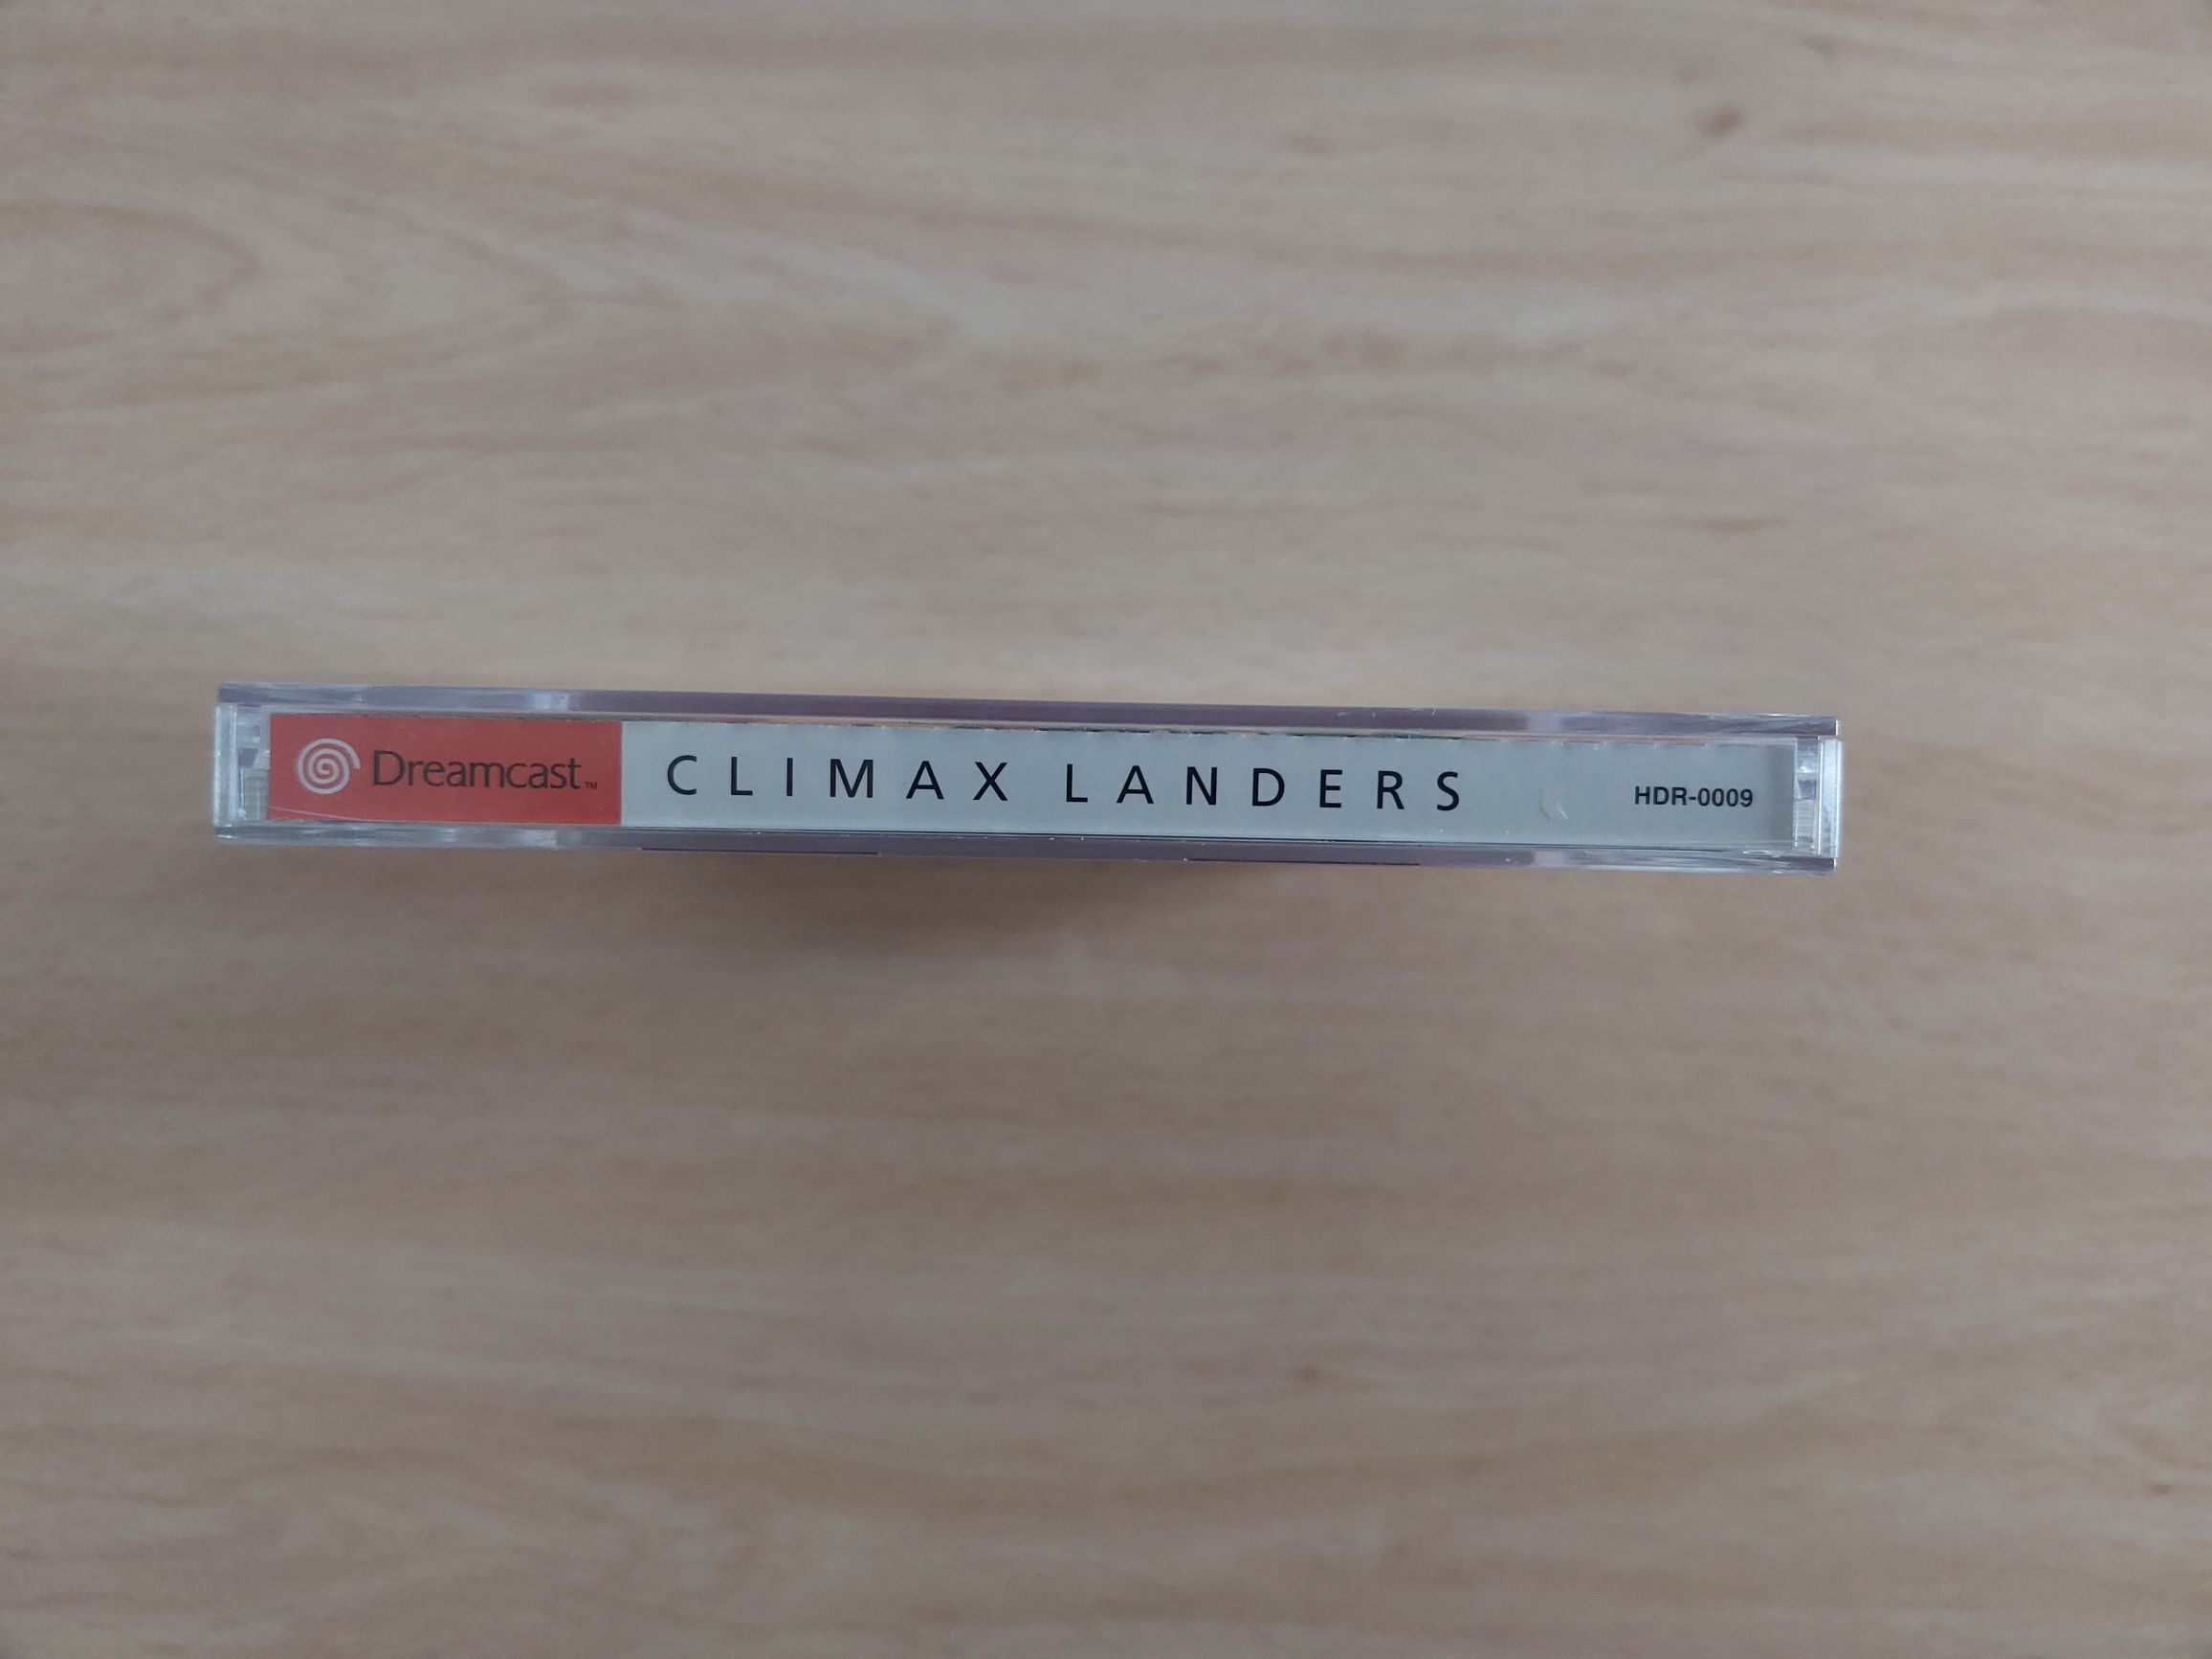 Dreamcast™ CLIMAX LANDERS HDR-0009